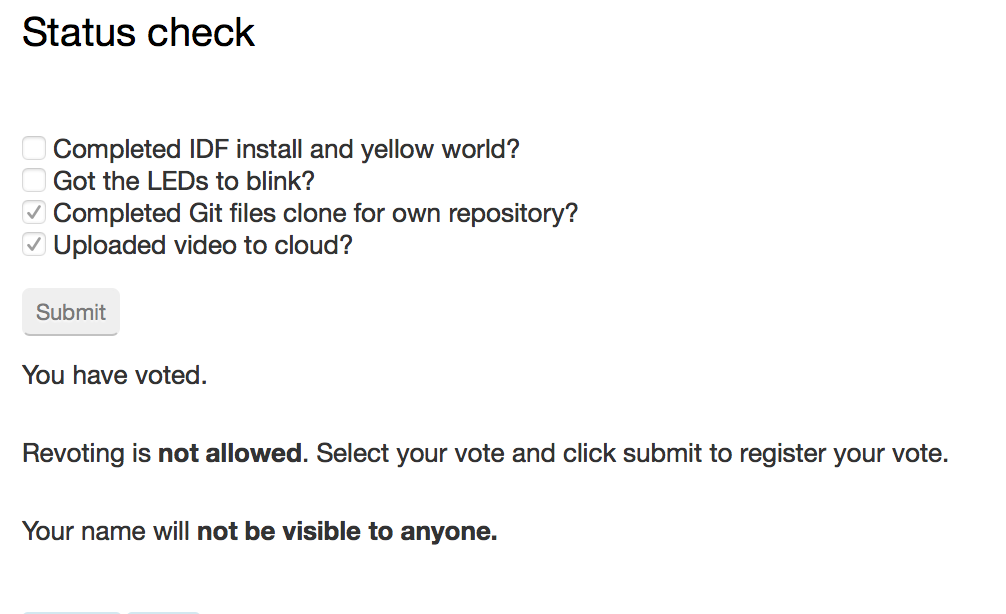 Status check
Completed IDF install and yellow world?
Got the LEDs to blink?
Completed Git files clone for own repository?
Uploaded video to cloud?
Submit
You have voted.
Revoting is not allowed. Select your vote and click submit to register your vote.
Your name will not be visible to anyone.